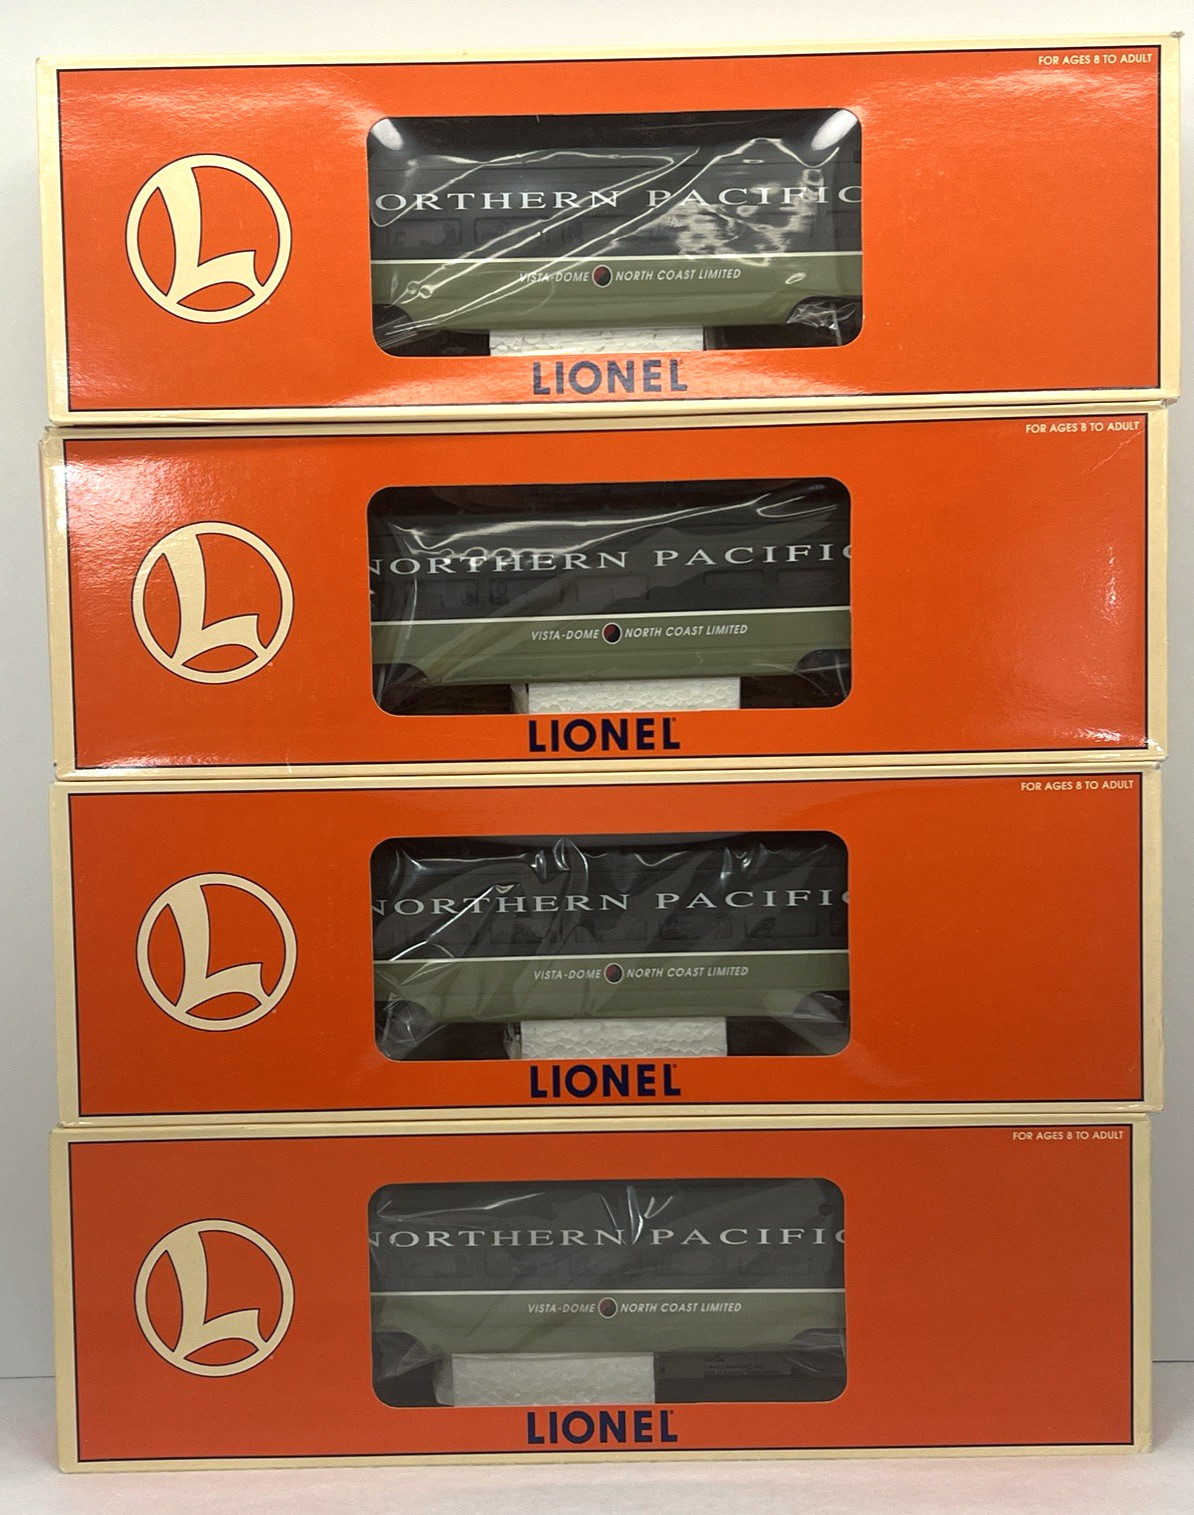 FOR AGES 8 TO ADULT
L
ORTHERN PACIFIC
VISTA-DOME NORTH COAST LIMITED
LIONEL
FOR AGES 8 TO ADULT
L
NORTHERN PACIFIC
VISTA-DOME NORTH COAST LIMITED
LIONEL
FOR AGES 8 TO ADULT
L
NORTHERN PACIFIC
VISTA-DOME NORTH COAST LIMITED
LIONEL
FOR AGES 8 TO ADULT
L
NORTHERN PACIFIC
VISTA-DOME NORTH COAST LIMITED
LIONEL